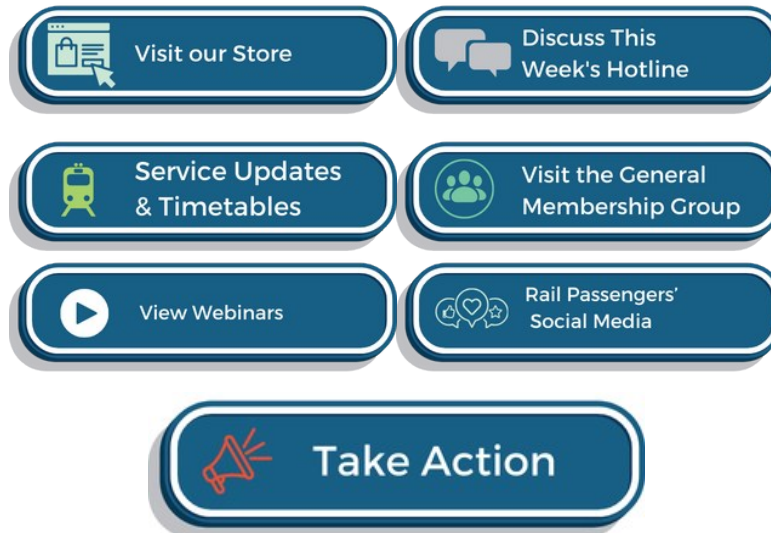 Visit our Store
Discuss This
Week's Hotline
Service Updates
& Timetables
Visit the General
Membership Group
View Webinars
Rail Passengers’
Social Media
Take Action